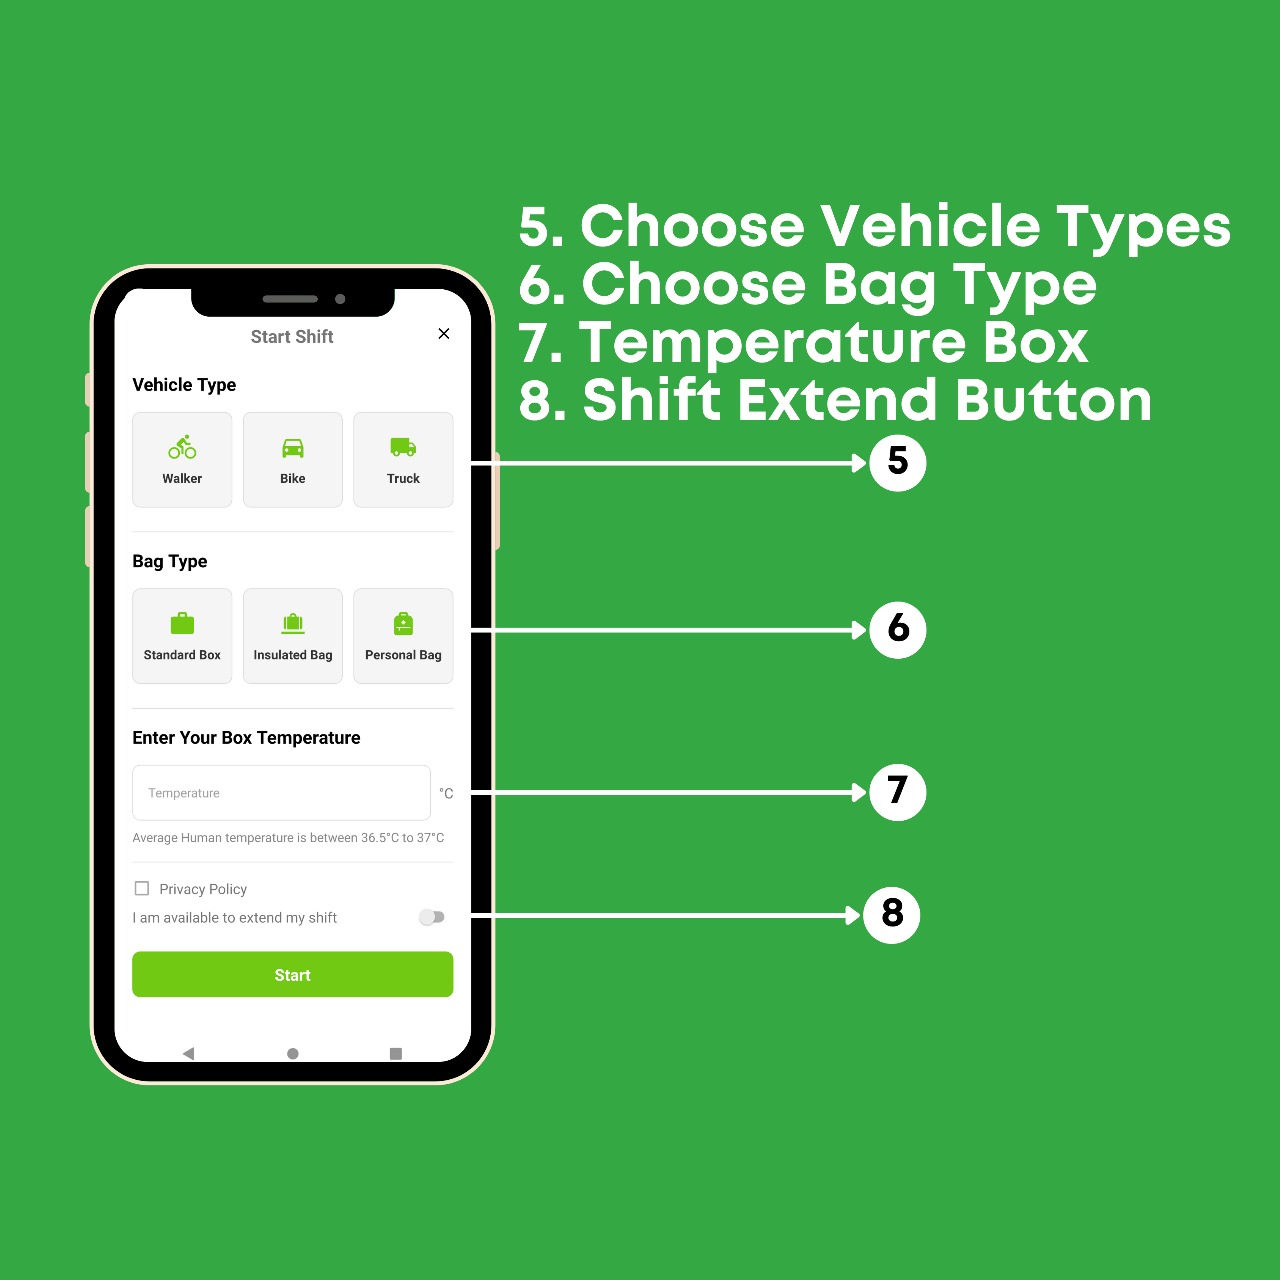 5. Choose Vehicle Types
6. Choose Bag Type
7. Temperature Box
8. Shift Extend Button
Start Shift
Vehicle Type
Walker
Bike
Truck
5
Bag Type
Standard Box
Insulated Bag
Personal Bag
6
Enter Your Box Temperature
Temperature
°C
7
Average Human temperature is between 36.5°C to 37°C
Privacy Policy
I am available to extend my shift
8
Start